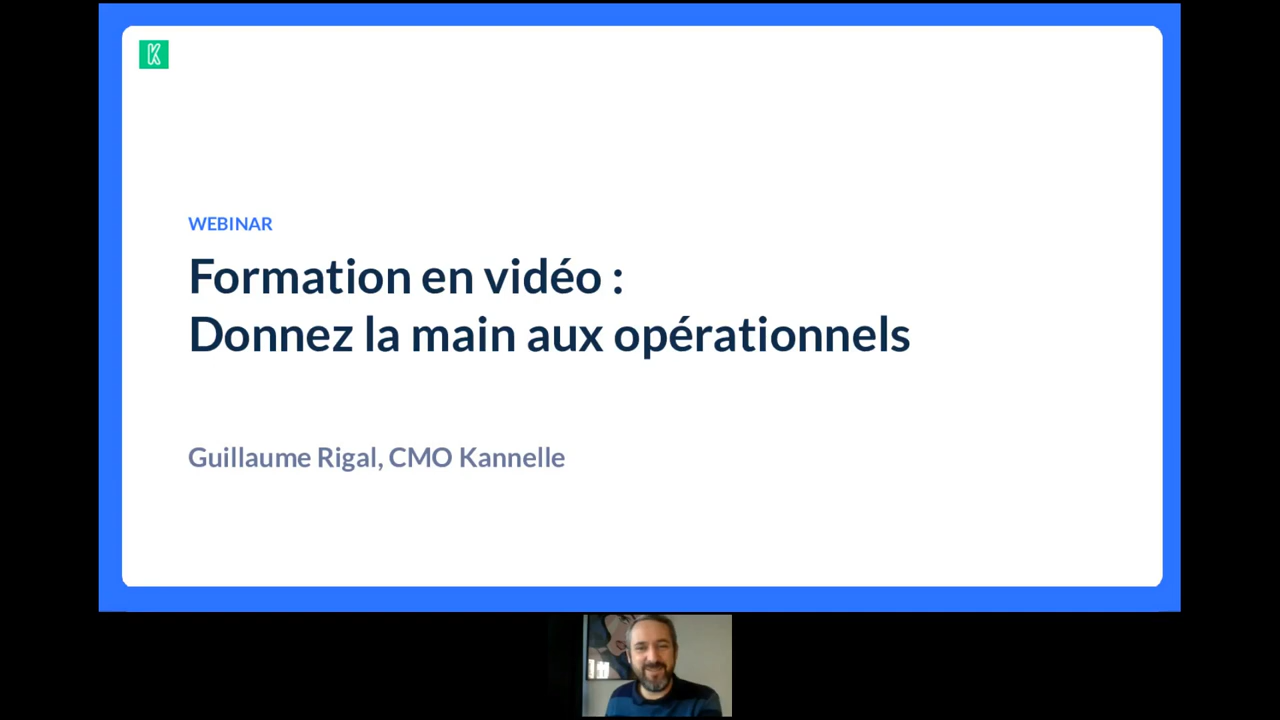 K
WEBINAR
Formation en vidéo :
Donnez la main aux opérationnels
Guillaume Rigal, CMO Kannelle